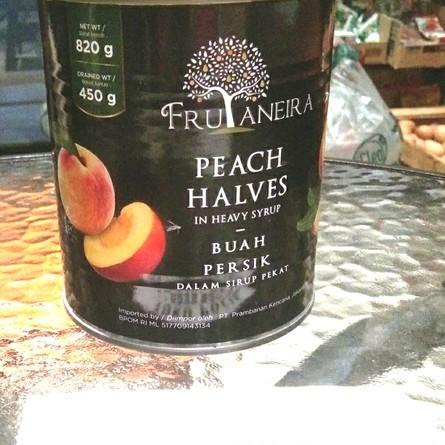 NET WT /
820 g
DRAINED WT /
450 g
FRUTANEIRA
PEACH
HALVES
IN HEAVY SYRUP
BUAH
PERSIK
DALAM SIRUP PEKAT
Imported by / Diimpor oleh : PT. Prambanan Kencana,
BPOM RI ML 517709143134